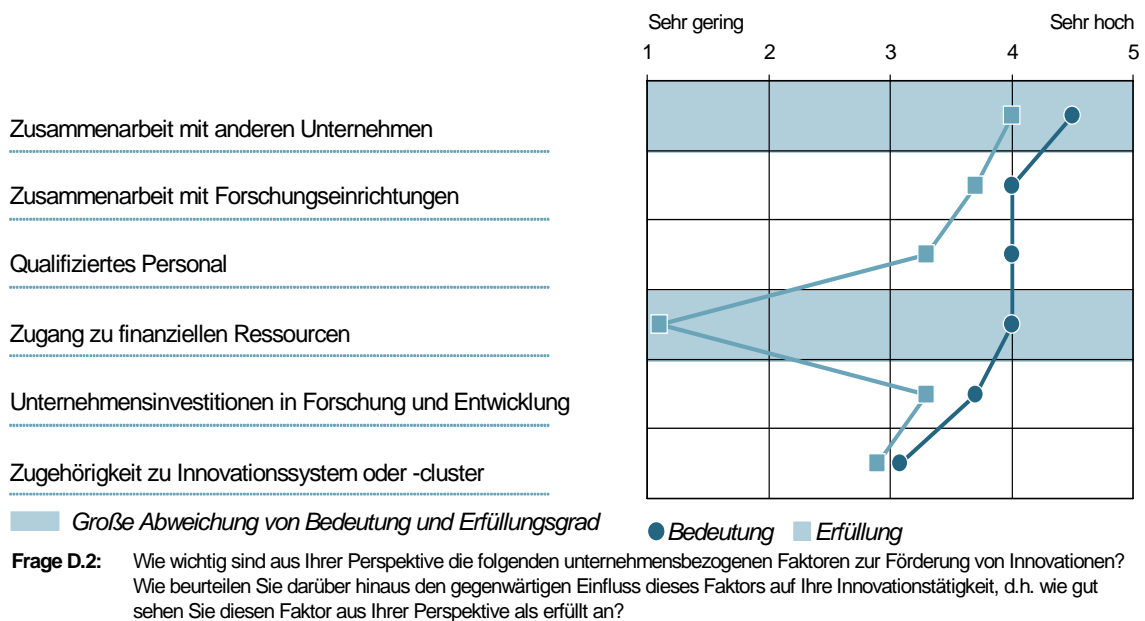 Sehr gering Sehr hoch
1 2 3 4 5
Zusammenarbeit mit anderen Unternehmen
Zusammenarbeit mit Forschungseinrichtungen
Qualifiziertes Personal
Zugang zu finanziellen Ressourcen
Unternehmensinvestitionen in Forschung und Entwicklung
Zugehörigkeit zu Innovationssystem oder -cluster
Große Abweichung von Bedeutung und Erfüllungsgrad Bedeutung Erfüllung
Frage D.2: Wie wichtig sind aus Ihrer Perspektive die folgenden unternehmensbezogenen Faktoren zur Förderung von Innovationen?
Wie beurteilen Sie darüber hinaus den gegenwärtigen Einfluss dieses Faktors auf Ihre Innovationstätigkeit, d.h. wie gut
sehen Sie diesen Faktor aus Ihrer Perspektive als erfüllt an?